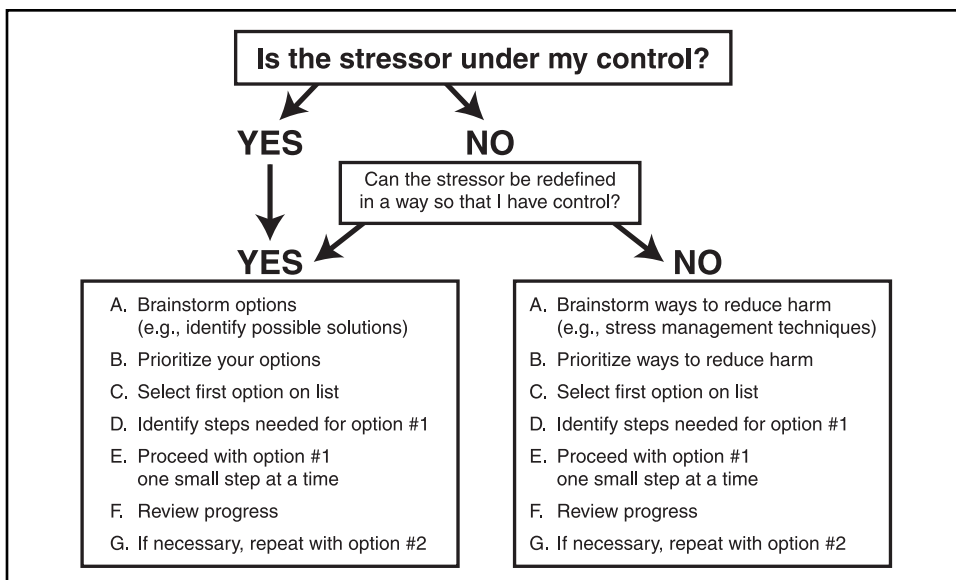 Is the stressor under my control?
YES
NO
Can the stressor be redefined
in a way so that I have control?
YES
NO
A. Brainstorm options
(e.g., identify possible solutions)
B. Prioritize your options
C. Select first option on list
D. Identify steps needed for option #1
E. Proceed with option #1
one small step at a time
F. Review progress
G. If necessary, repeat with option #2
A. Brainstorm ways to reduce harm
(e.g., stress management techniques)
B. Prioritize ways to reduce harm
C. Select first option on list
D. Identify steps needed for option #1
E. Proceed with option #1
one small step at a time
F. Review progress
G. If necessary, repeat with option #2